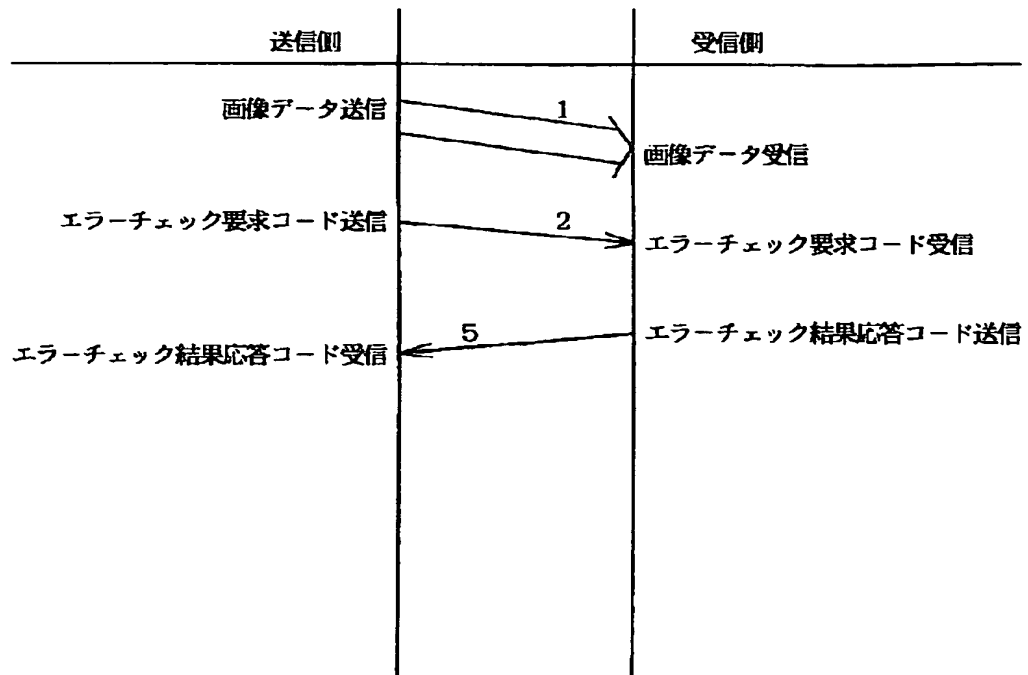 送信側
受信側
画像データ送信
1
画像データ受信
エラーチェック要求コード送信
2
エラーチェック要求コード受信
5
エラーチェック結果応答コード送信
エラーチェック結果応答コード受信